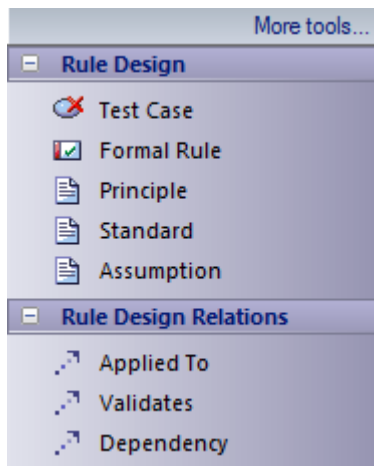 More tools...
Rule Design
Test Case
Formal Rule
Principle
Standard
Assumption
Rule Design Relations
Applied To
Validates
Dependency